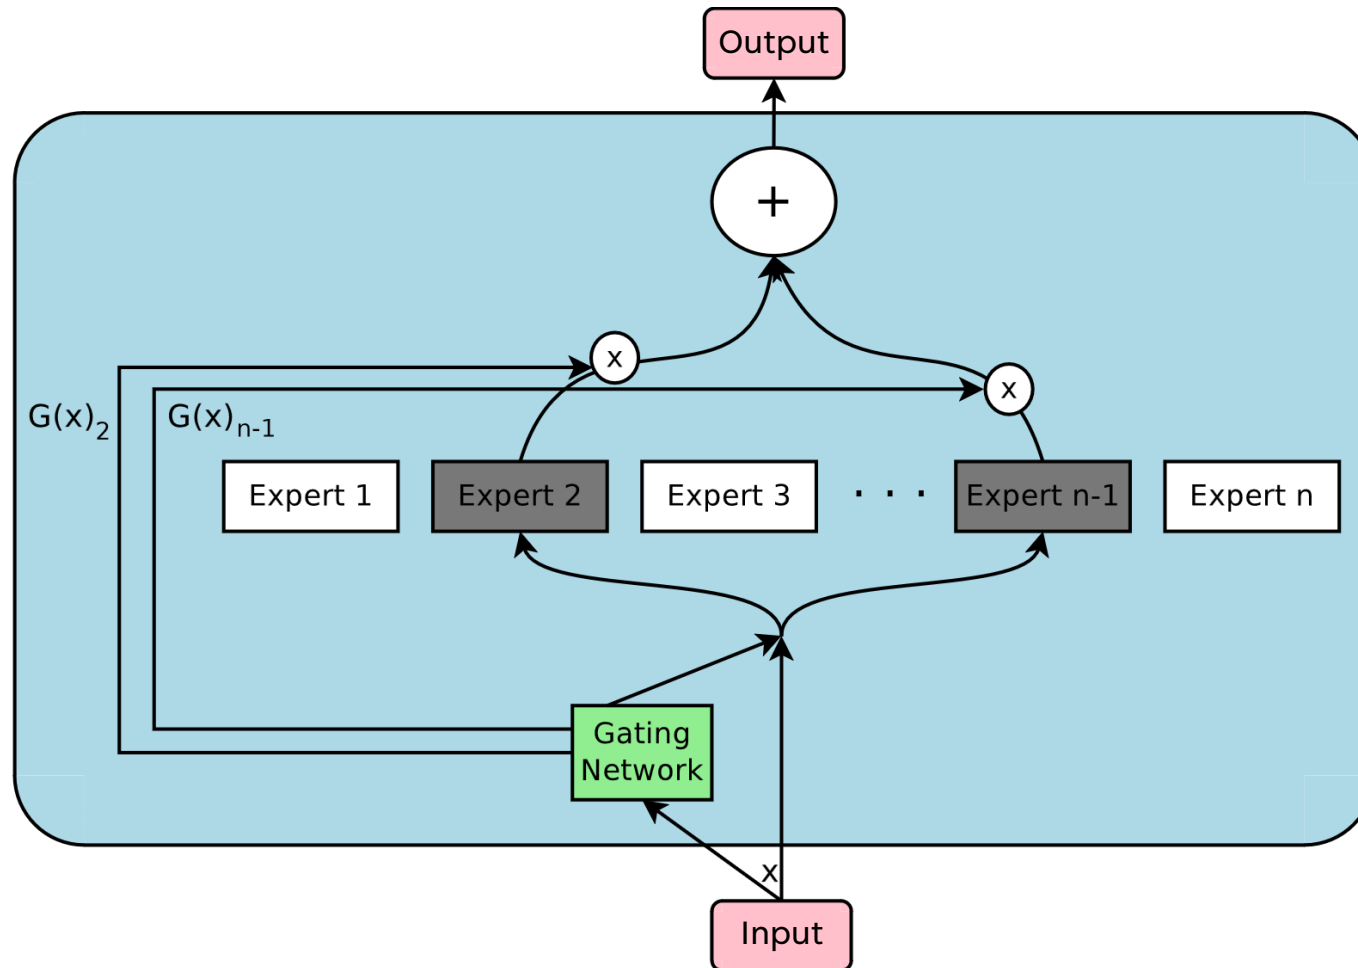 Output
+
x
x
G(x)2
G(x)n-1
Expert 1
Expert 2
Expert 3
. . .
Expert n-1
Expert n
Gating
Network
x
Input